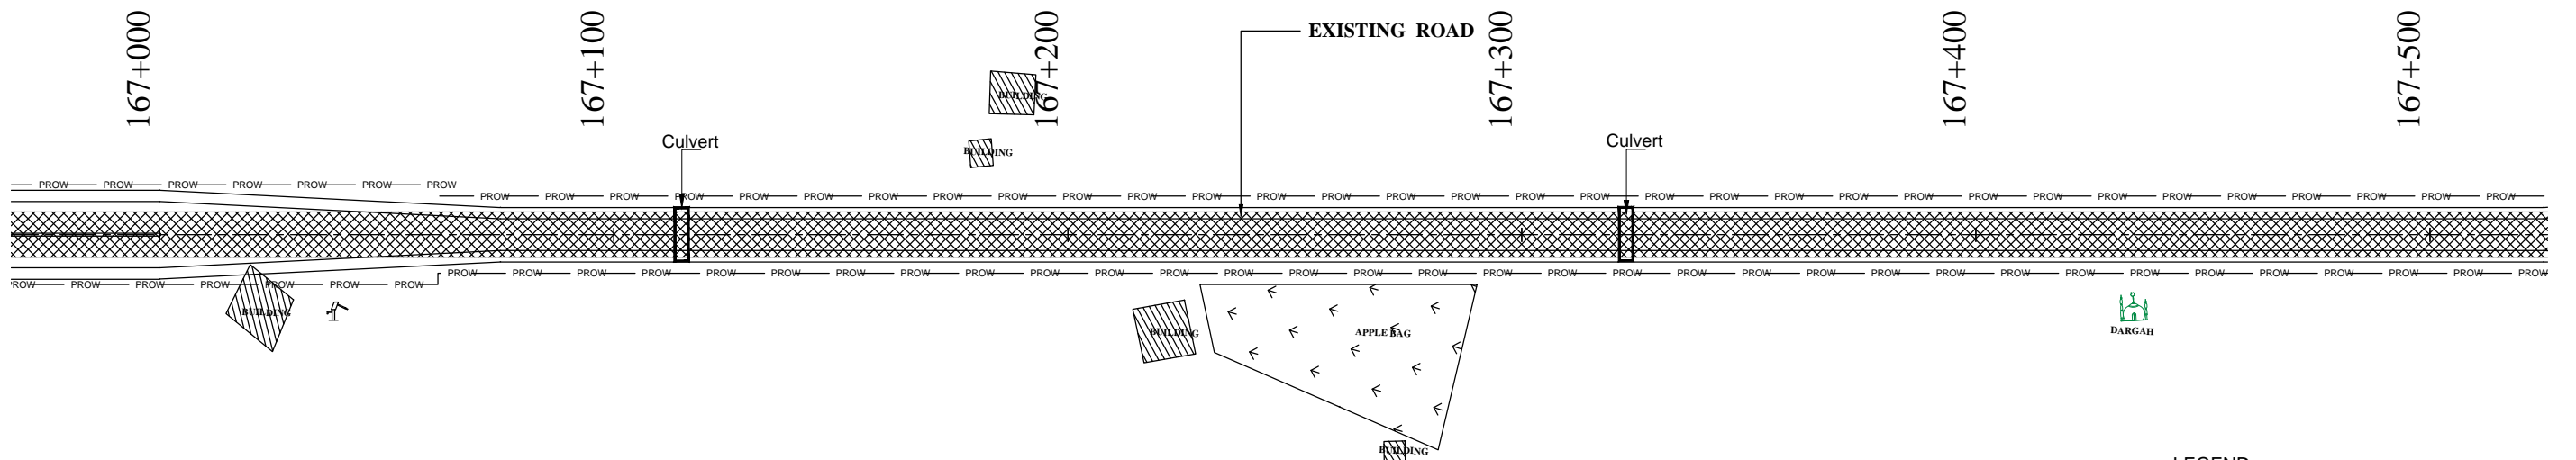 167+000
167+100
167+200
167+300
167+400
167+500
EXISTING ROAD
BUILDING
Culvert
Culvert
BUILDING
PROW PROW PROW PROW PROW PROW PROW
PROW PROW PROW PROW PROW PROW PROW PROW PROW PROW PROW PROW PROW PROW PROW PROW PROW PROW PROW PROW PROW PROW PROW PROW PROW PROW PROW PROW PROW PROW PROW PROW
PROW PROW PROW PROW PROW PROW PROW PROW PROW PROW PROW PROW PROW PROW PROW PROW PROW PROW PROW PROW PROW PROW PROW PROW PROW PROW PROW PROW PROW PROW PROW PROW PROW
ROW PROW PROW PROW PROW PROW PROW
BUILDING
BUILDING
APPLE BAG
DARGAH
BUILDING